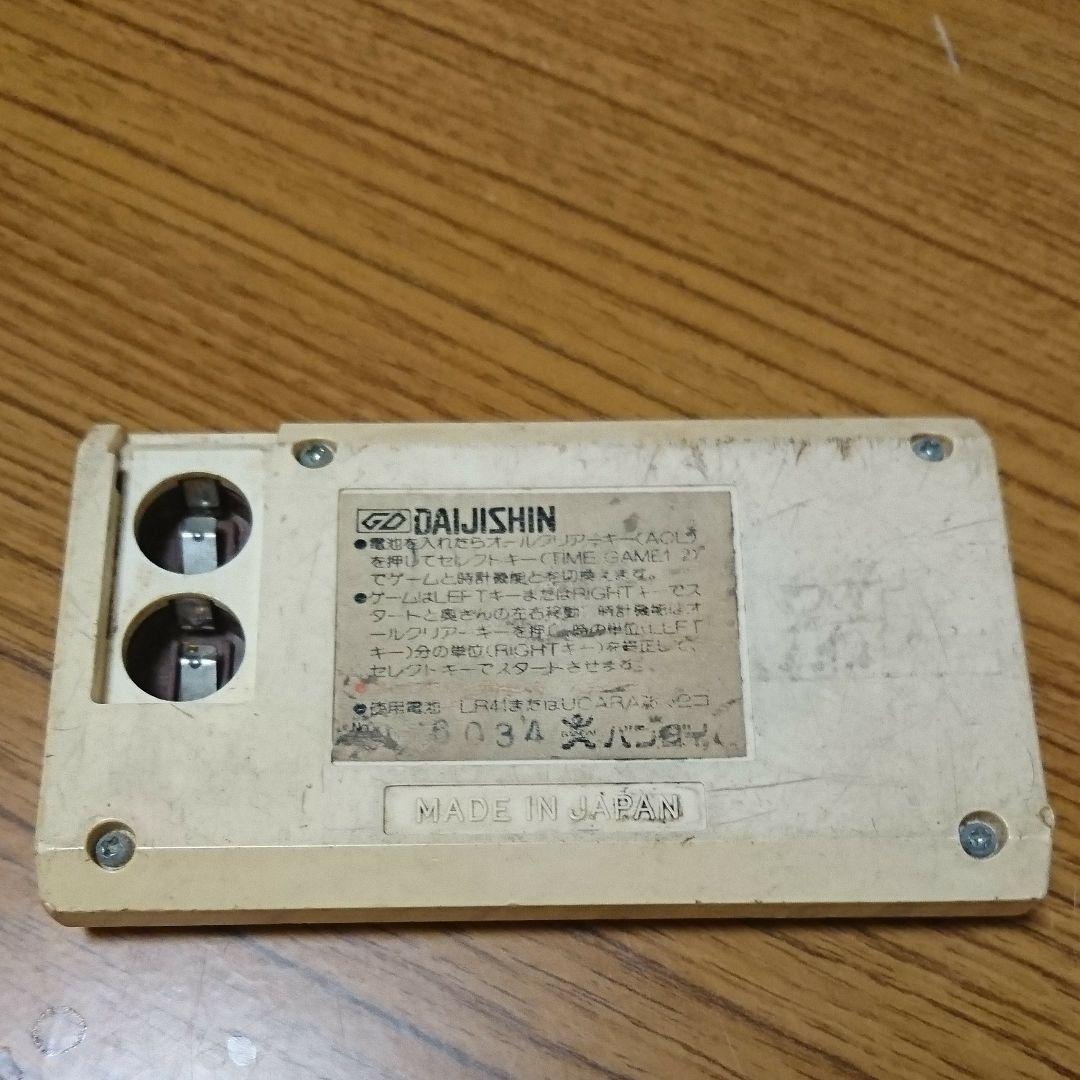 GD DAIJISHIN
●電池を入れたらオールクリアーキー(ACL)
を押してセレクトキー(TIME GAME1 2)
でゲームと時計機能とを切換えます。
●ゲームはLEFTキーまたはRIGHTキーでス
タートと奥さんの左右移動 時計機能はオ
ールクリアーキーを押し 時の単位(LEFT
キー)分の単位(RIGHTキー)を修正して、
セレクトキーでスタートさせます。
●使用電池 LR41または 2コ
No. 6034 バンダイ
MADE IN JAPAN